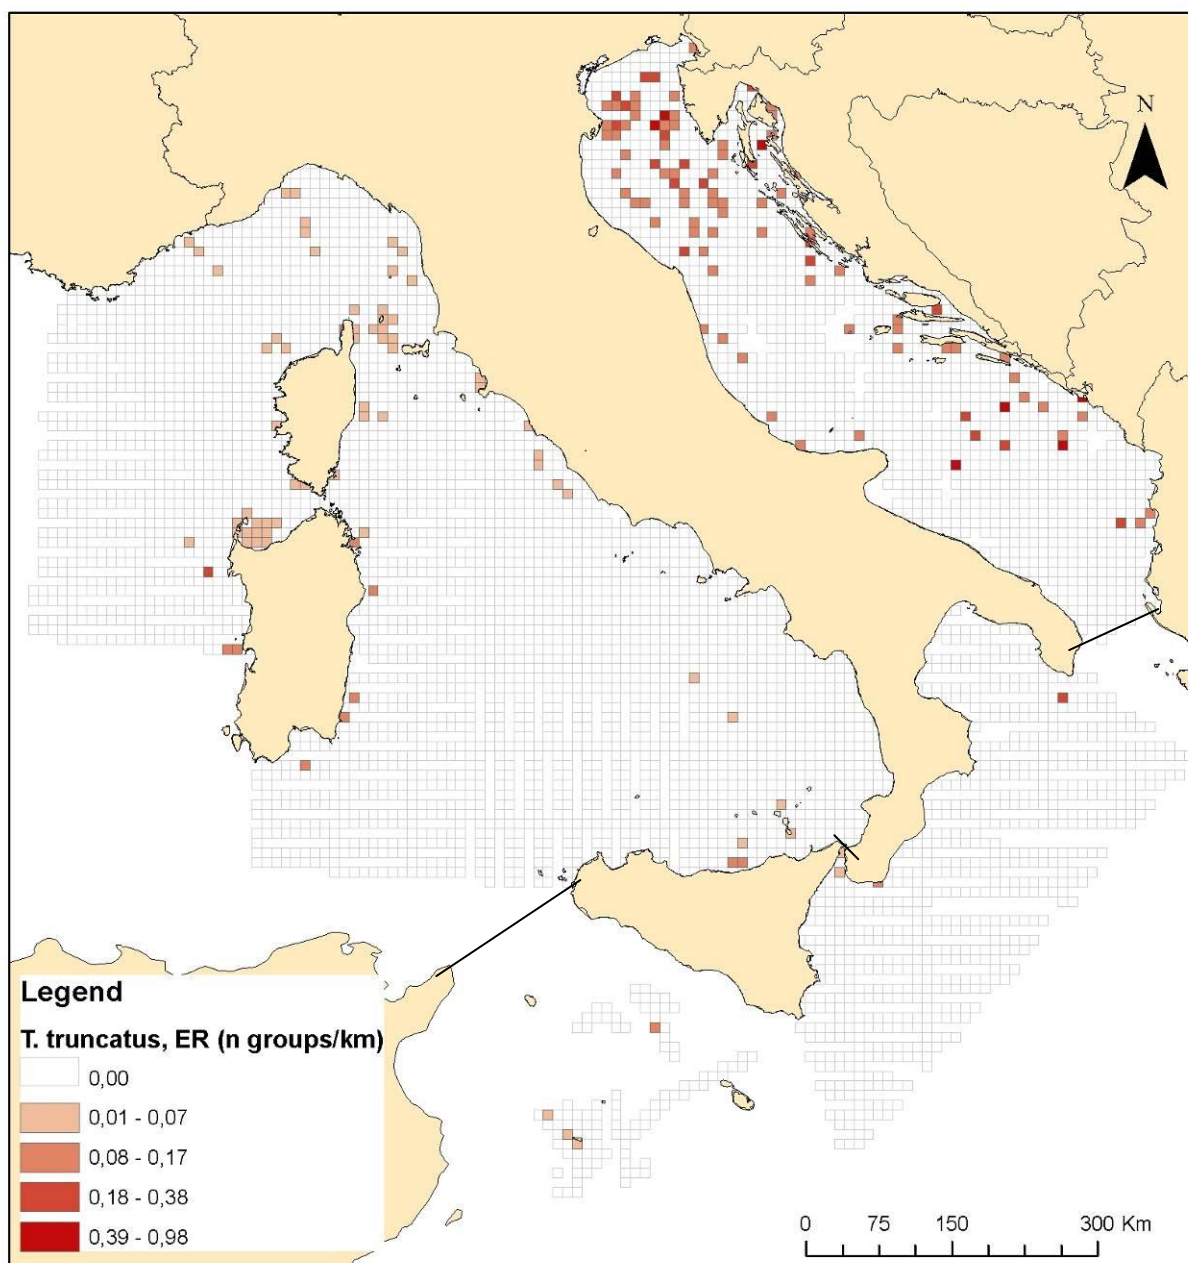 N
Legend
T. truncatus, ER (n groups/km)
0,00
0,01 - 0,07
0,08 - 0,17
0,18 - 0,38
0,39 - 0,98
0 75 150 300 Km